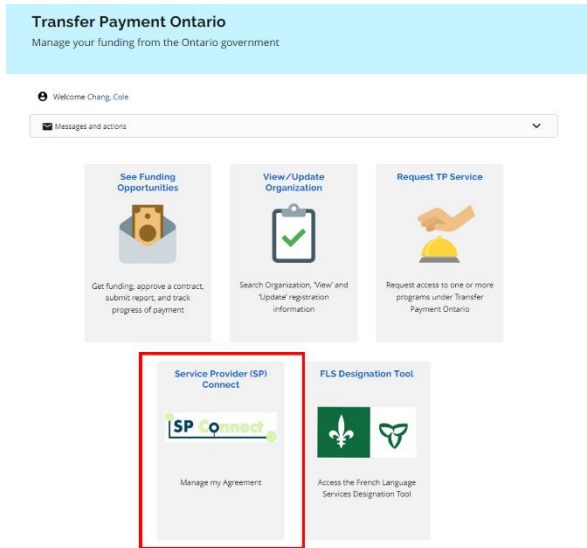 Transfer Payment Ontario
Manage your funding from the Ontario government
Welcome Chang, Cole
Messages and actions
See Funding
Opportunities
Get funding, approve a contract,
submit report, and track
progress of payment
View/Update
Organization
Search Organization, 'View' and
'Update' registration
information
Request TP Service
Request access to one or more
programs under Transfer
Payment Ontario
Service Provider (SP)
Connect
SP Connect
Manage my Agreement
FLS Designation Tool
Access the French Language
Services Designation Tool